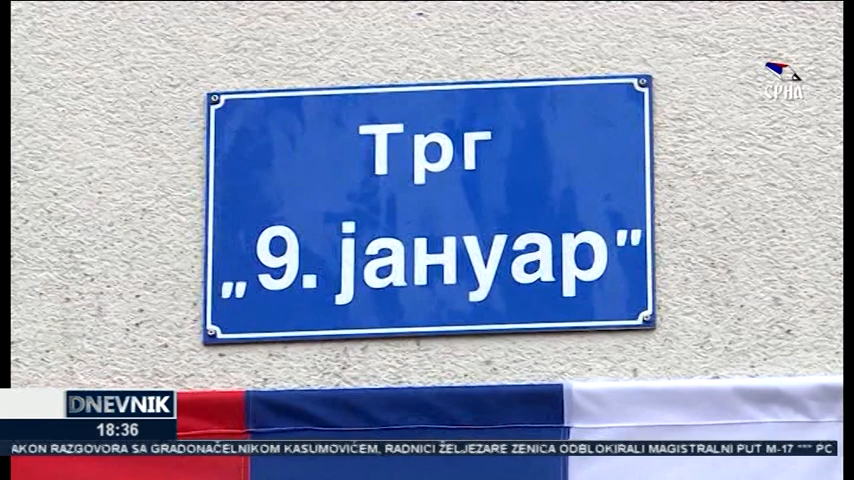 СРНА
Трг
„9. јануар"
DNEVNIK
18:36
AKON RAZGOVORA SA GRADONAČELNIKOM KASUMOVIĆEM, RADNICI ŽELJEZARE ZENICA ODBLOKIRALI MAGISTRALNI PUT M-17 *** PC